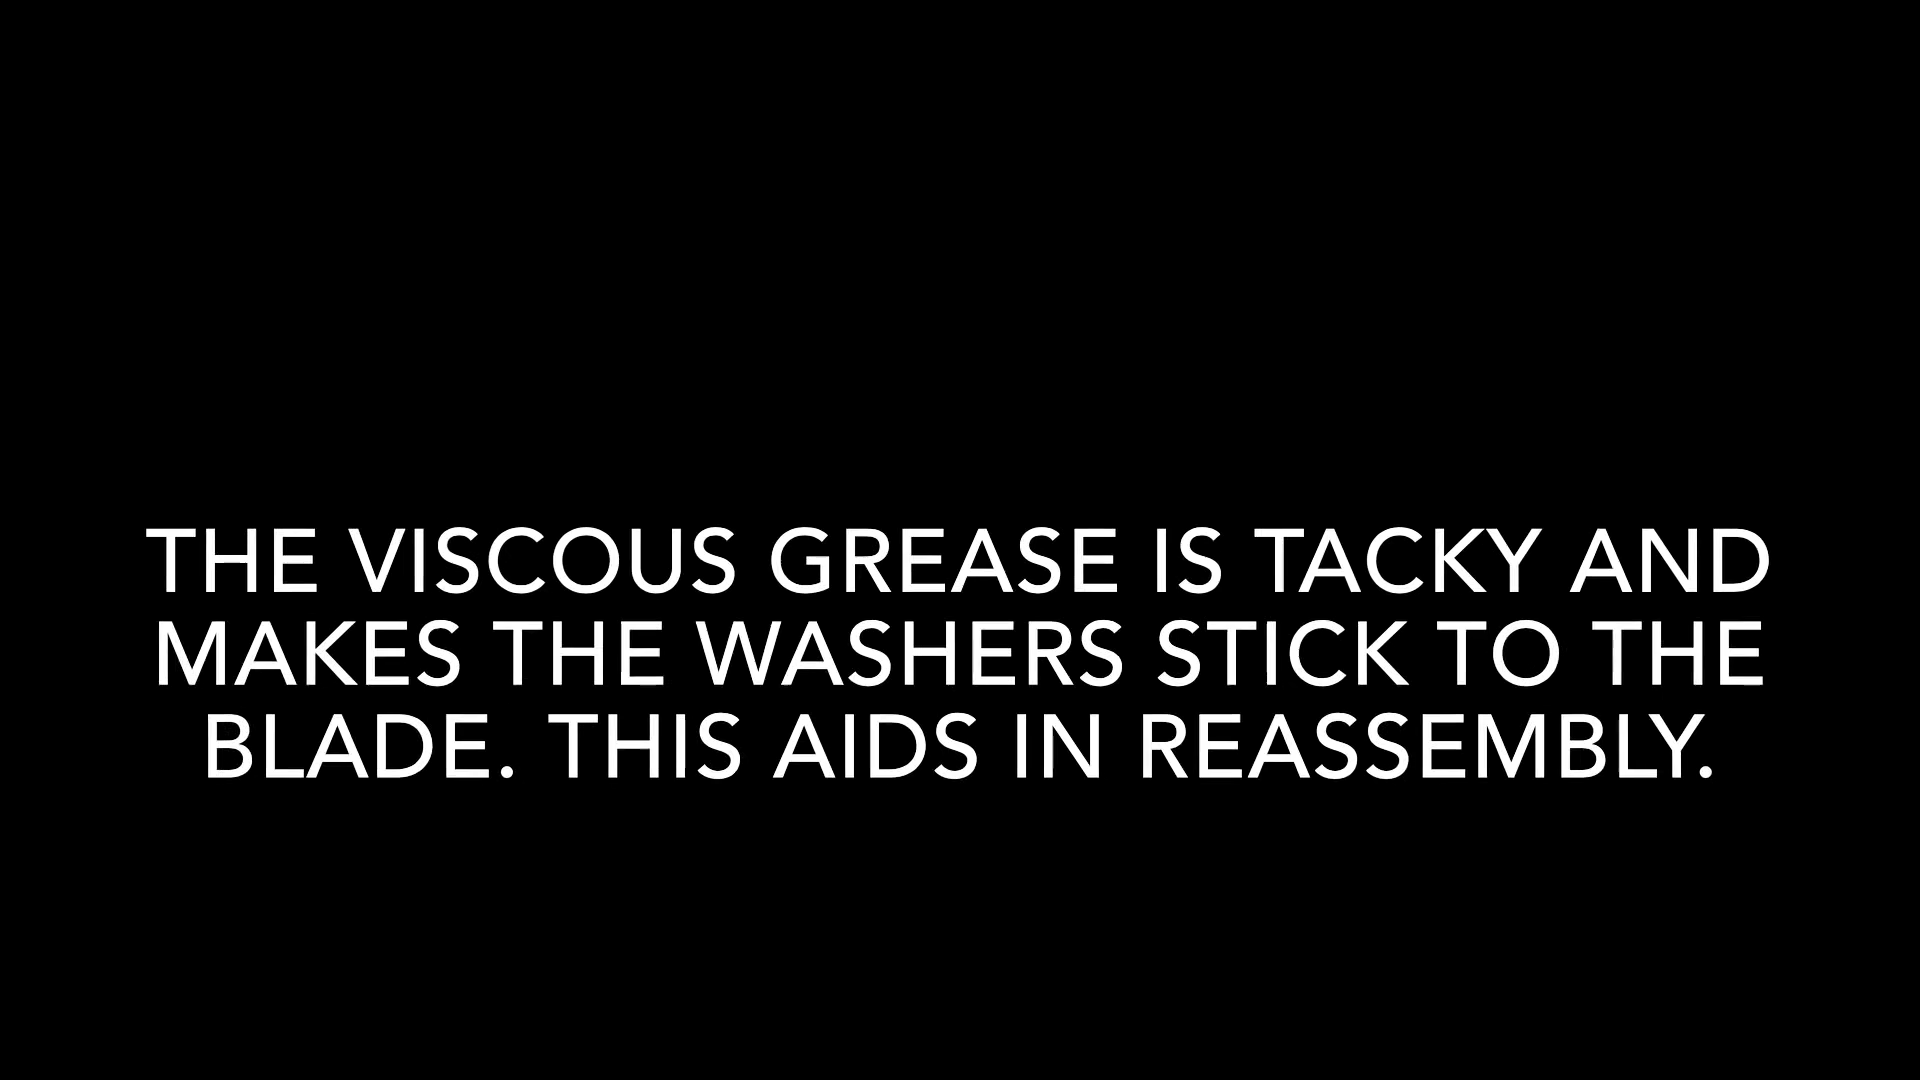 THE VISCOUS GREASE IS TACKY AND
MAKES THE WASHERS STICK TO THE
BLADE. THIS AIDS IN REASSEMBLY.